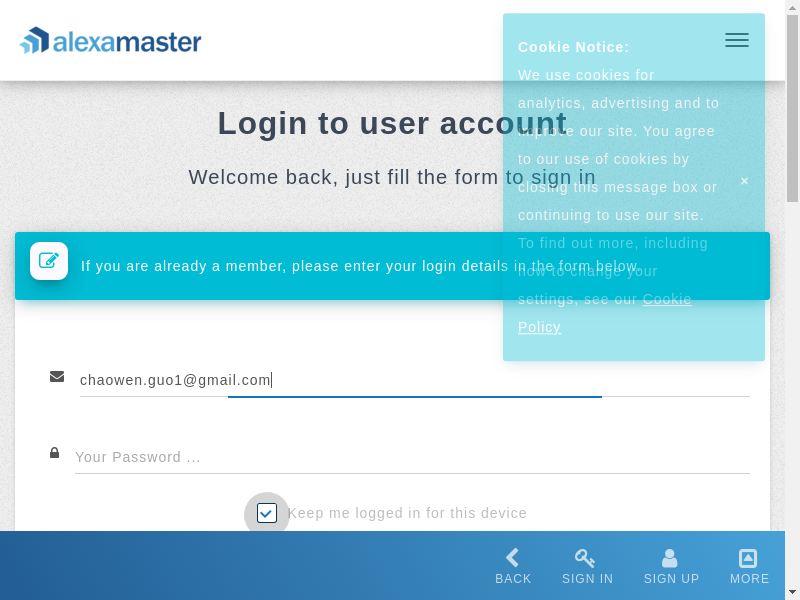 alexamaster
Cookie Notice:
We use cookies for
analytics, advertising and to
improve our site. You agree
to our use of cookies by
closing this message box or
continuing to use our site.
To find out more, including
how to change your
settings, see our Cookie
Policy
×
Login to user account
Welcome back, just fill the form to sign in
If you are already a member, please enter your login details in the form below.
chaowen.guo1@gmail.com
Your Password ...
Keep me logged in for this device
BACK
SIGN IN
SIGN UP
MORE